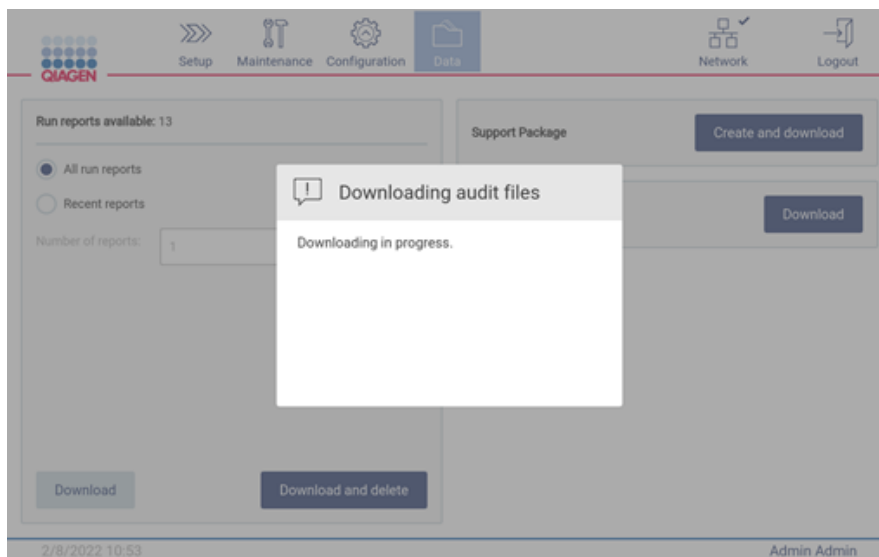 QIAGEN
Setup
Maintenance
Configuration
Data
Network
Logout
Run reports available: 13
All run reports
Recent reports
Number of reports: 1
Download
Download and delete
Support Package
Create and download
Download
Downloading audit files
Downloading in progress.
2/8/2022 10:53
Admin Admin